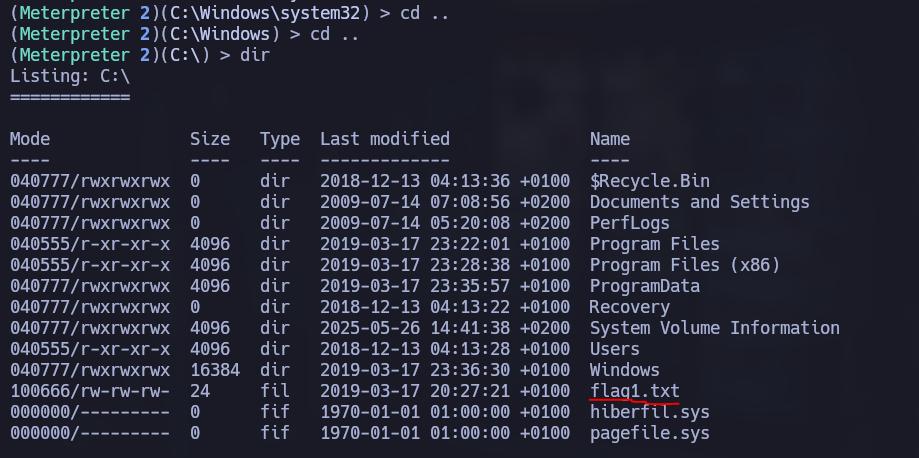 (Meterpreter 2)(C:\Windows\system32) > cd ..
(Meterpreter 2)(C:\Windows) > cd ..
(Meterpreter 2)(C:\) > dir
Listing: C:\
============
Mode Size Type Last modified Name
---- ---- ---- ------------- ----
040777/rwxrwxrwx 0 dir 2018-12-13 04:13:36 +0100 $Recycle.Bin
040777/rwxrwxrwx 0 dir 2009-07-14 07:08:56 +0200 Documents and Settings
040777/rwxrwxrwx 0 dir 2009-07-14 05:20:08 +0200 PerfLogs
040555/r-xr-xr-x 4096 dir 2019-03-17 23:22:01 +0100 Program Files
040555/r-xr-xr-x 4096 dir 2019-03-17 23:28:38 +0100 Program Files (x86)
040777/rwxrwxrwx 4096 dir 2019-03-17 23:35:57 +0100 ProgramData
040777/rwxrwxrwx 0 dir 2018-12-13 04:13:22 +0100 Recovery
040777/rwxrwxrwx 4096 dir 2025-05-26 14:41:38 +0200 System Volume Information
040555/r-xr-xr-x 4096 dir 2018-12-13 04:13:28 +0100 Users
040777/rwxrwxrwx 16384 dir 2019-03-17 23:36:30 +0100 Windows
100666/rw-rw-rw- 24 fil 2019-03-17 20:27:21 +0100 flag1.txt
000000/--------- 0 fif 1970-01-01 01:00:00 +0100 hiberfil.sys
000000/--------- 0 fif 1970-01-01 01:00:00 +0100 pagefile.sys